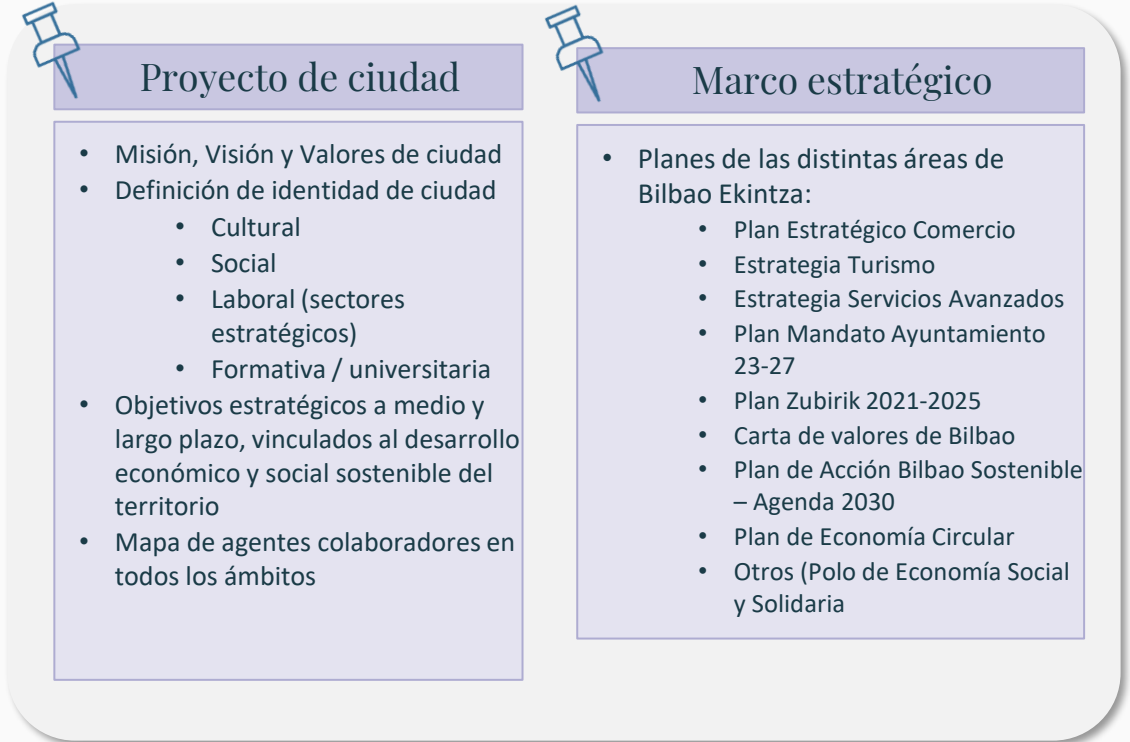 Proyecto de ciudad
• Misión, Visión y Valores de ciudad
• Definición de identidad de ciudad
• Cultural
• Social
• Laboral (sectores
estratégicos)
• Formativa / universitaria
• Objetivos estratégicos a medio y
largo plazo, vinculados al desarrollo
económico y social sostenible del
territorio
• Mapa de agentes colaboradores en
todos los ámbitos
Marco estratégico
• Planes de las distintas áreas de
Bilbao Ekintza:
• Plan Estratégico Comercio
• Estrategia Turismo
• Estrategia Servicios Avanzados
• Plan Mandato Ayuntamiento
23-27
• Plan Zubirik 2021-2025
• Carta de valores de Bilbao
• Plan de Acción Bilbao Sostenible
– Agenda 2030
• Plan de Economía Circular
• Otros (Polo de Economía Social
y Solidaria